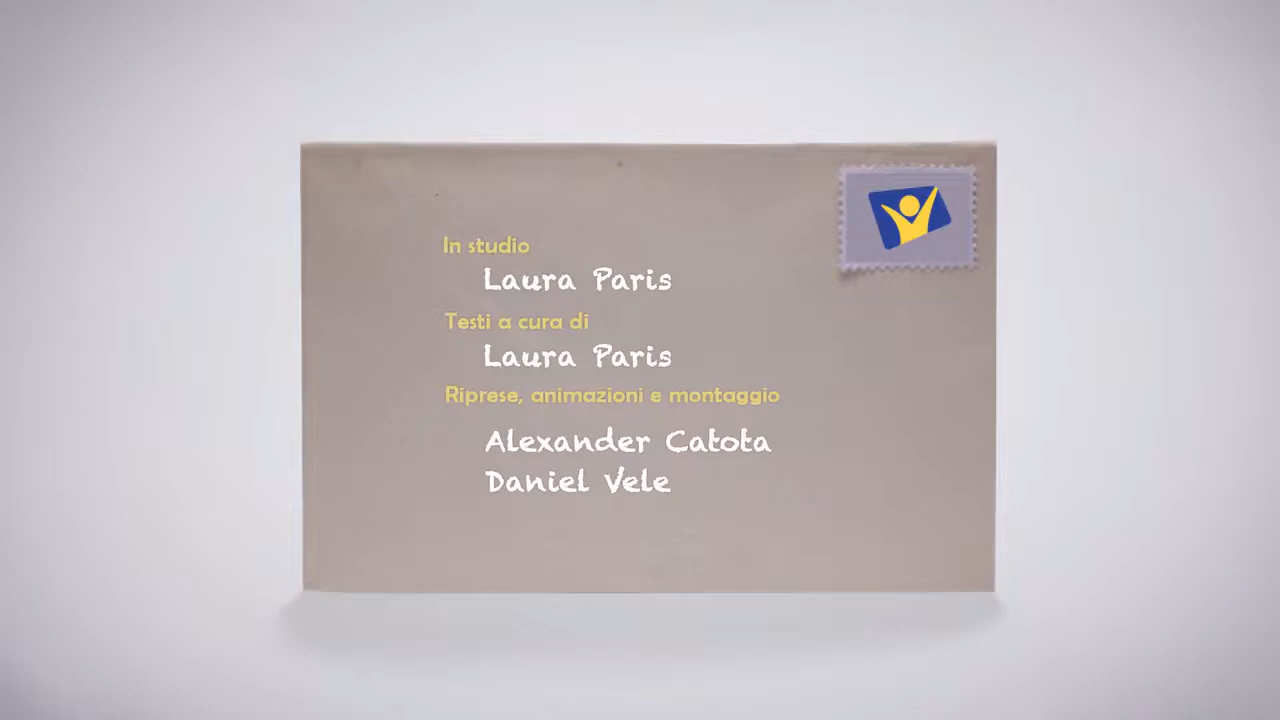 In studio
Laura Paris
Testi a cura di
Laura Paris
Riprese, animazioni e montaggio
Alexander Catota
Daniel Vele